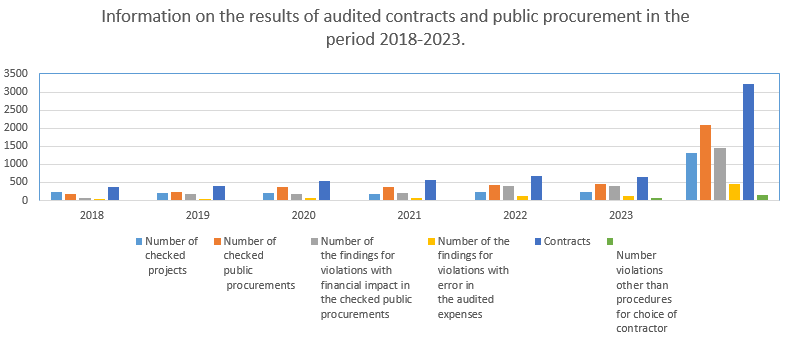 Information on the results of audited contracts and public procurement in the
period 2018-2023.
3500
3000
2500
2000
1500
1000
500
0
2018
2019
2020
2021
2022
2023
Number of
checked
projects
Number of
checked
public
procurements
Number of
the findings for
violations with
financial impact in
the checked public
procurements
Number of the
findings for
violations with
error in
the audited
expenses
Contracts
Number
violations
other than
procedures
for choice of
contractor